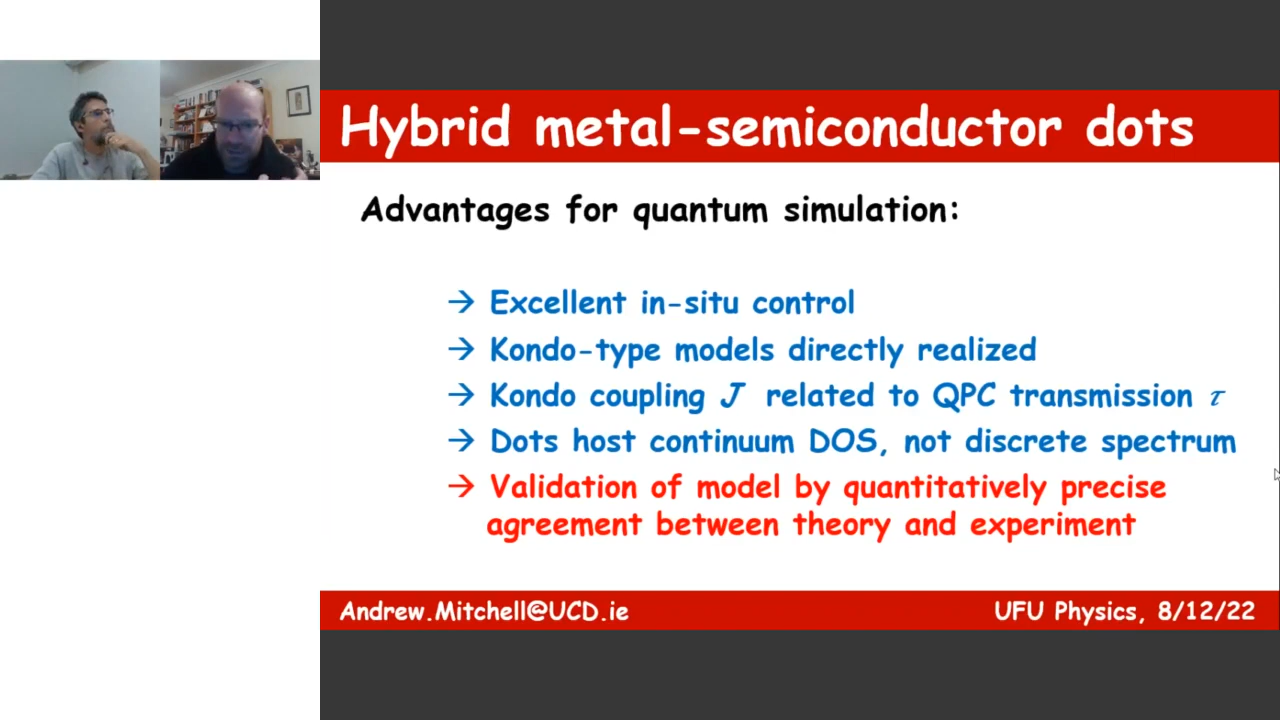 Hybrid metal-semiconductor dots
Advantages for quantum simulation:
→ Excellent in-situ control
→ Kondo-type models directly realized
→ Kondo coupling J related to QPC transmission τ
→ Dots host continuum DOS, not discrete spectrum
→ Validation of model by quantitatively precise
agreement between theory and experiment
Andrew.Mitchell@UCD.ie
UFU Physics, 8/12/22